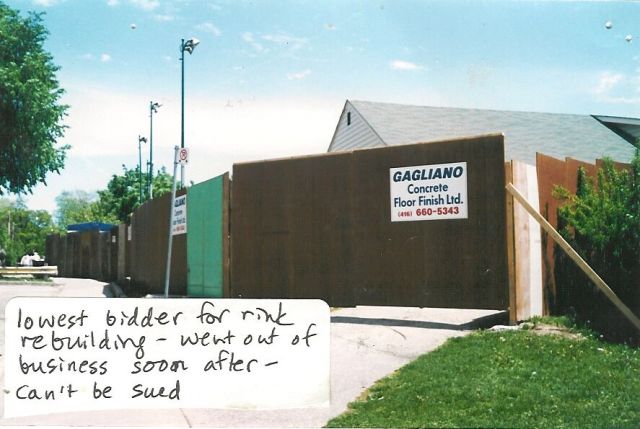 GAGLIANO
Concrete
Floor Finish Ltd.
(416) 660-5343
lowest bidder for rink
rebuilding - went out of
business soon after -
can't be sued